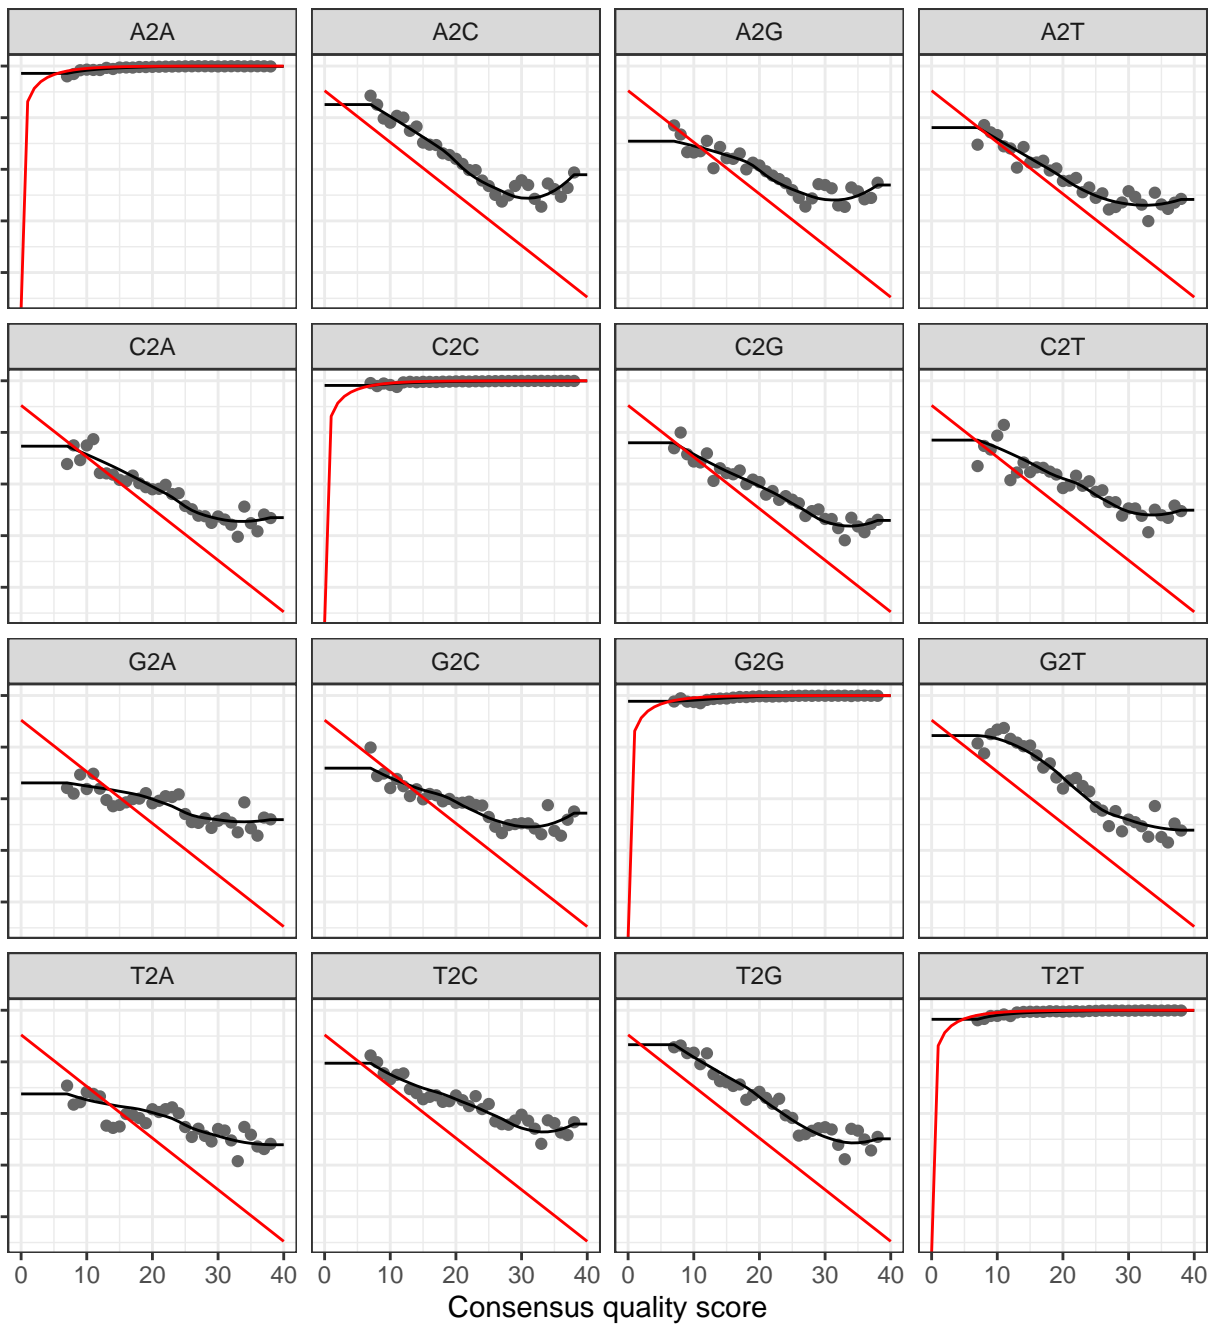 A2A A2C A2G A2T
C2A C2C C2G C2T
G2A G2C G2G G2T
T2A T2C T2G T2T
0 10 20 30 40 0 10 20 30 40 0 10 20 30 40 0 10 20 30 40
Consensus quality score